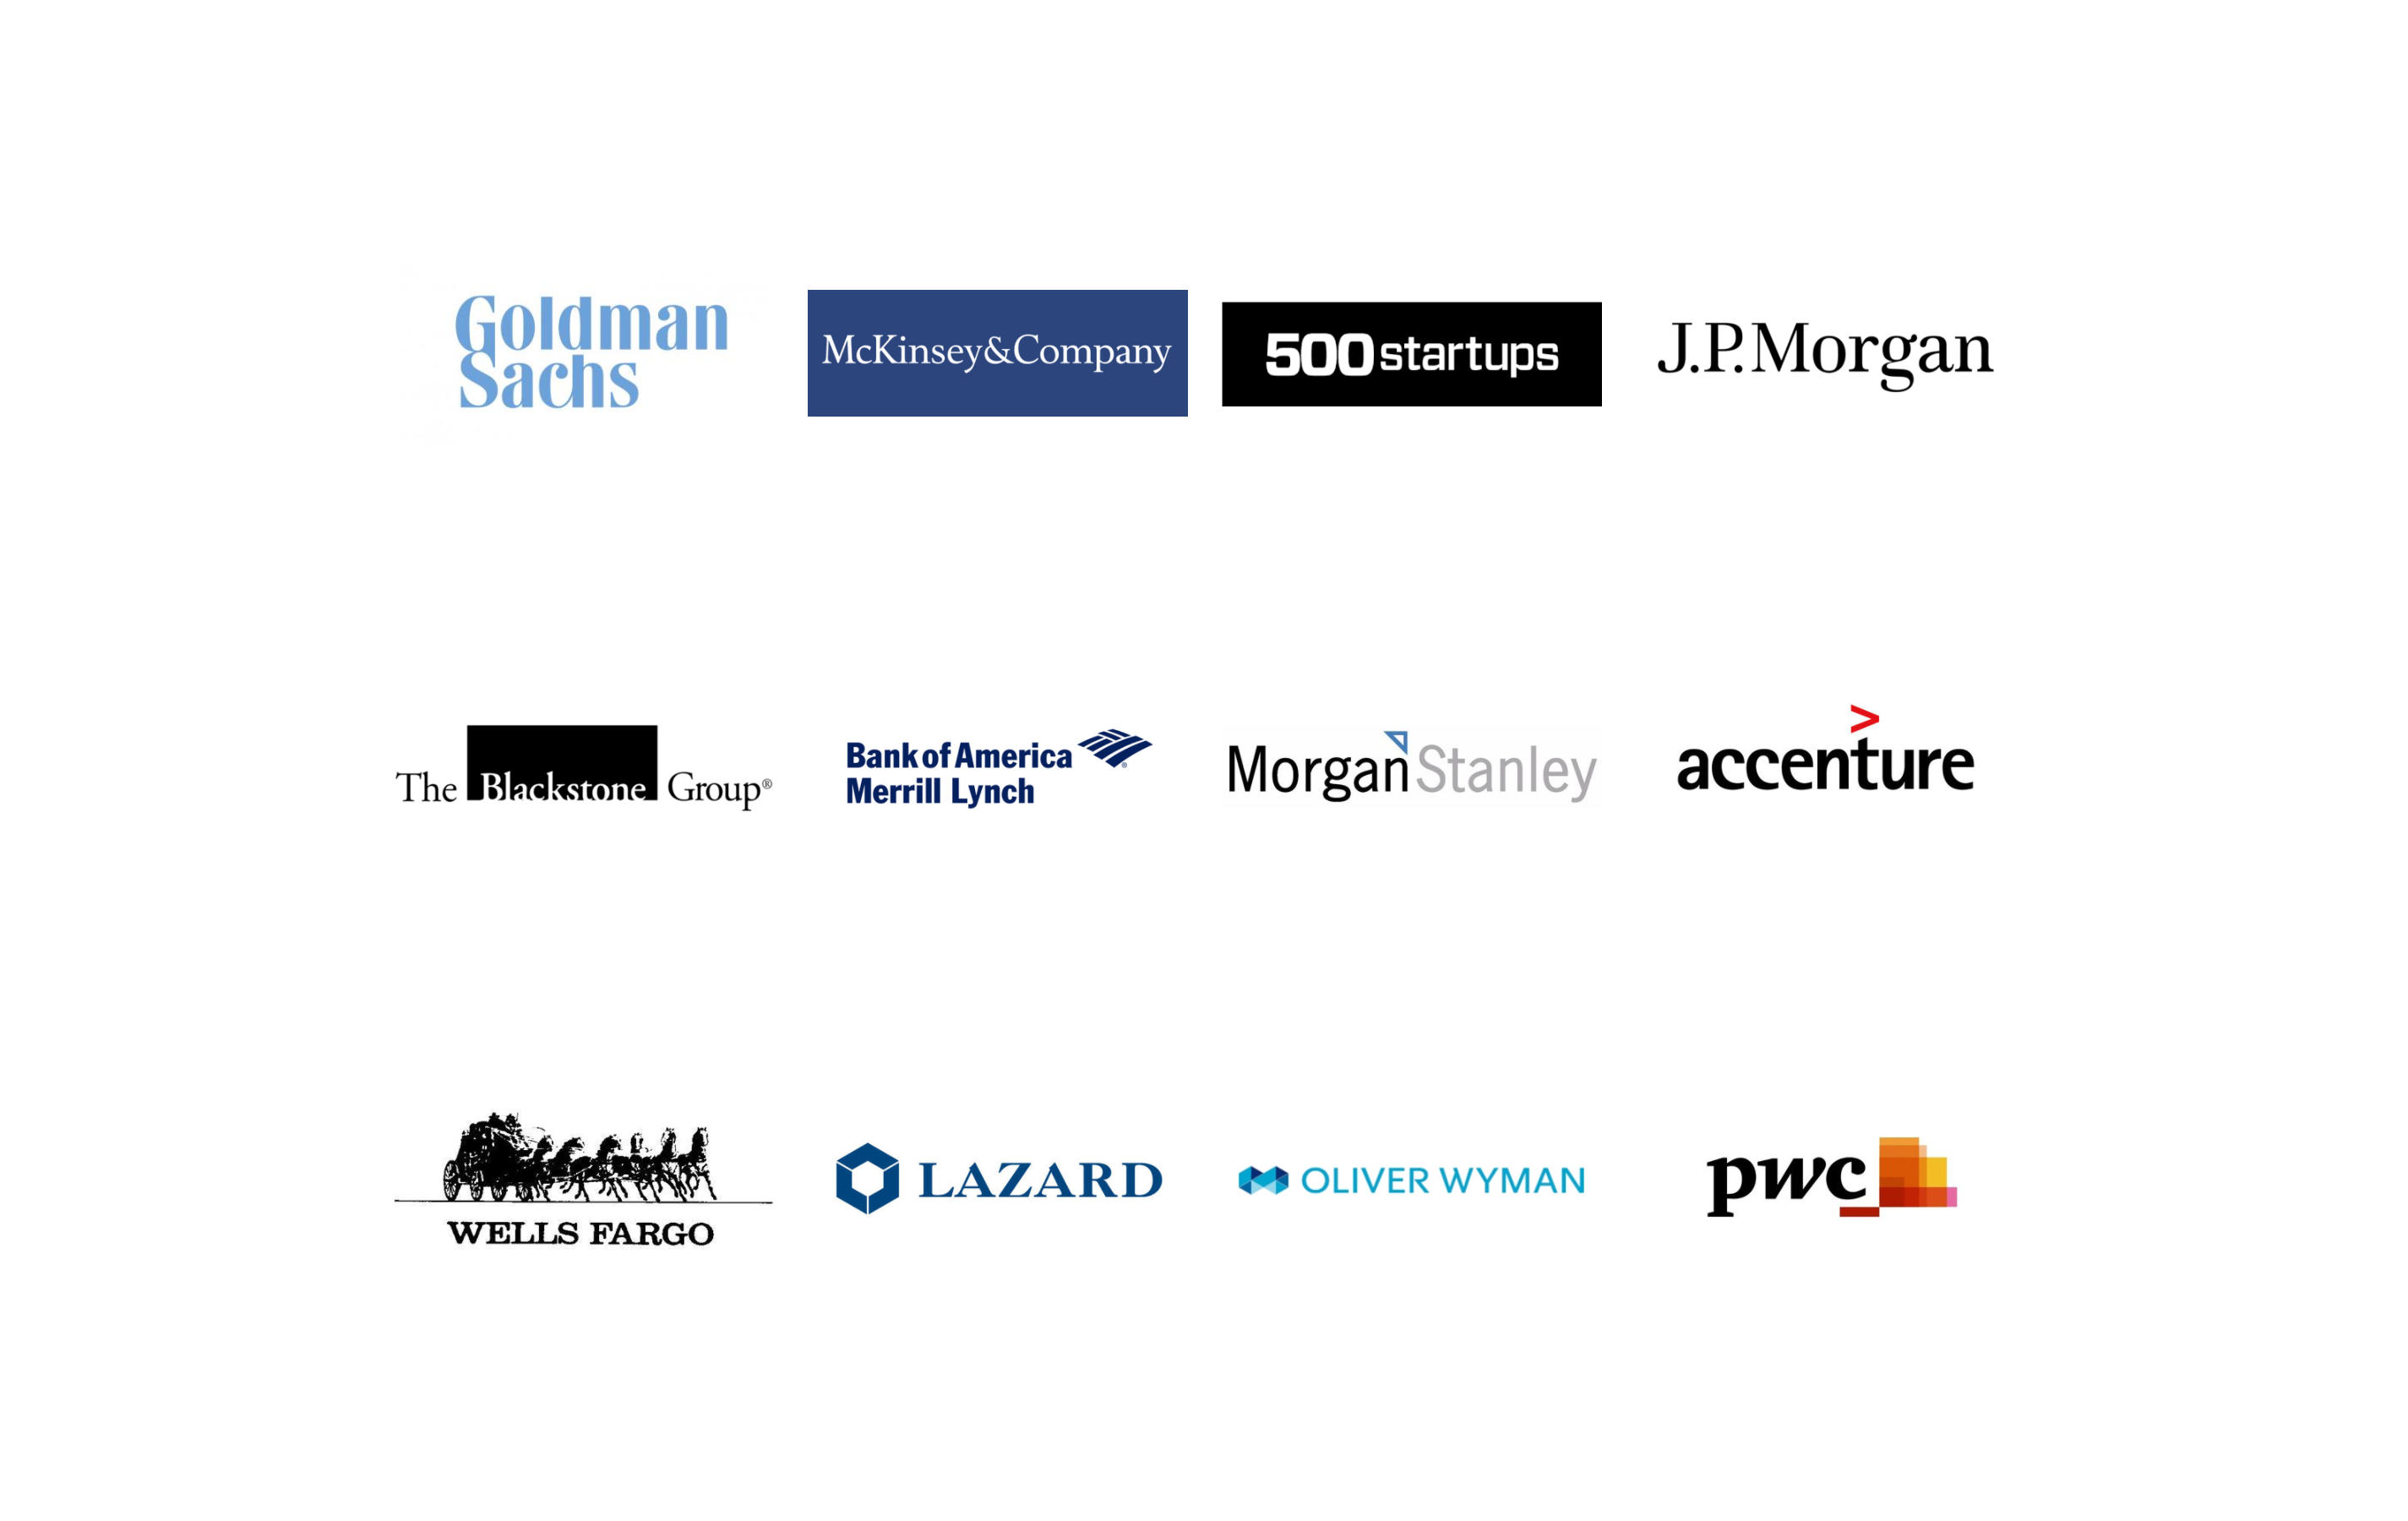 Goldman
Sachs
McKinsey&Company
500startups
J.P.Morgan
The Blackstone Group®
Bank of America
Merrill Lynch
Morgan Stanley
accenture
WELLS FARGO
LAZARD
OLIVER WYMAN
pwc